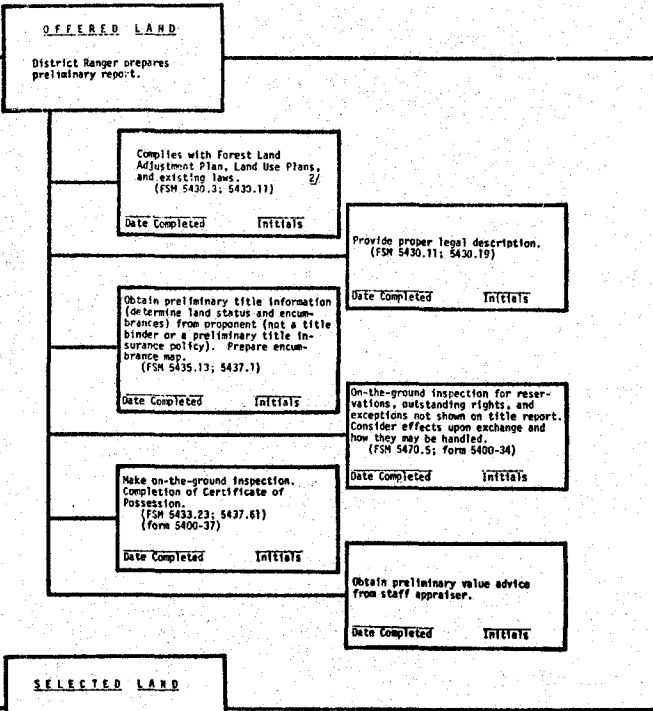 OFFERED LAND
District Ranger prepares
preliminary report.
Complies with Forest Land
Adjustment Plan, Land Use Plans,
and existing laws. 2/
(FSM 5430.3; 5430.11)
Date Completed Initials
Provide proper legal description.
(FSM 5430.11; 5430.19)
Date Completed Initials
Obtain preliminary title information
(determine land status and encum-
brances) from proponent (not a title
binder or a preliminary title in-
surance policy). Prepare encum-
brance map.
(FSM 5435.13; 5437.1)
Date Completed Initials
On-the-ground inspection for reser-
vations, outstanding rights, and
exceptions not shown on title report.
Consider effects upon exchange and
how they may be handled.
(FSM 5470.5; form 5400-34)
Date Completed Initials
Make on-the-ground inspection.
Completion of Certificate of
Possession.
(FSM 5433.23; 5437.61)
(form 5400-37)
Date Completed Initials
Obtain preliminary value advice
from staff appraiser.
Date Completed Initials
SELECTED LAND